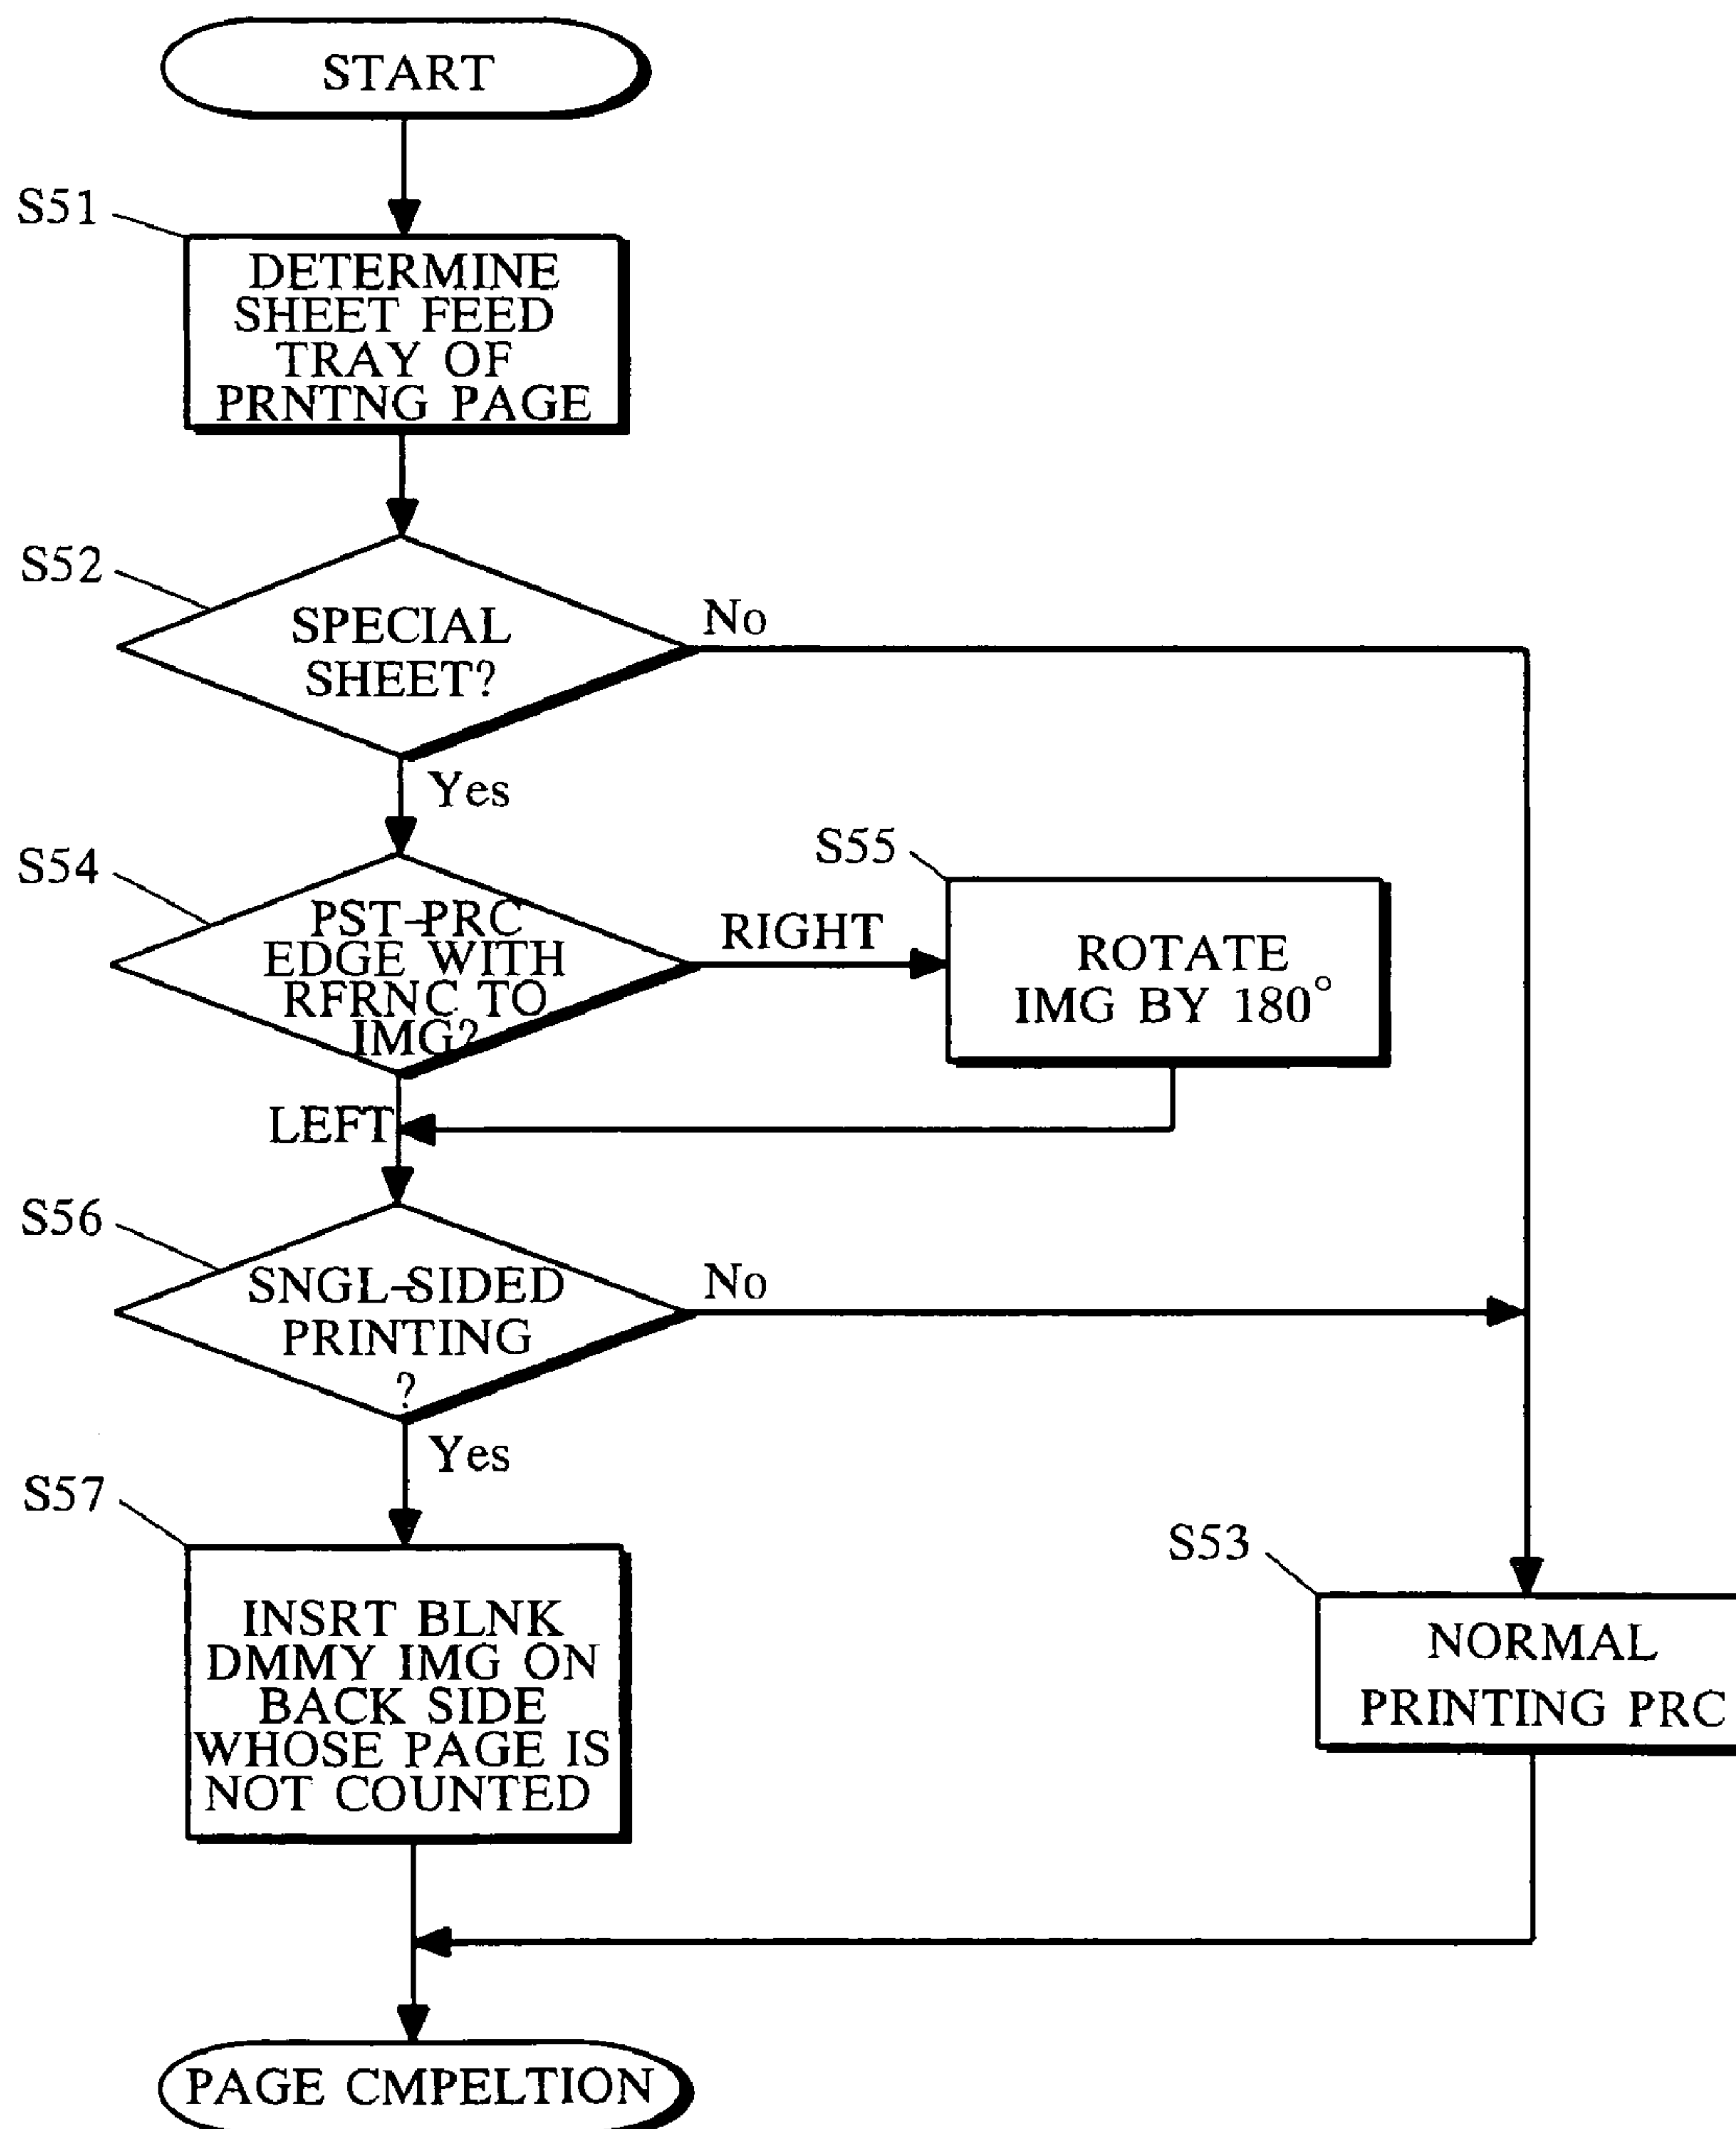 START
S51
DETERMINE
SHEET FEED
TRAY OF
PRNTNG PAGE
S52
SPECIAL
SHEET?
No
Yes
S54
PST-PRC
EDGE WITH
RFRNC TO
IMG?
RIGHT
S55
ROTATE
IMG BY 180°
LEFT
S56
SNGL-SIDED
PRINTING
?
No
Yes
S57
INSRT BLNK
DMMY IMG ON
BACK SIDE
WHOSE PAGE IS
NOT COUNTED
S53
NORMAL
PRINTING PRC
PAGE CMPELTION